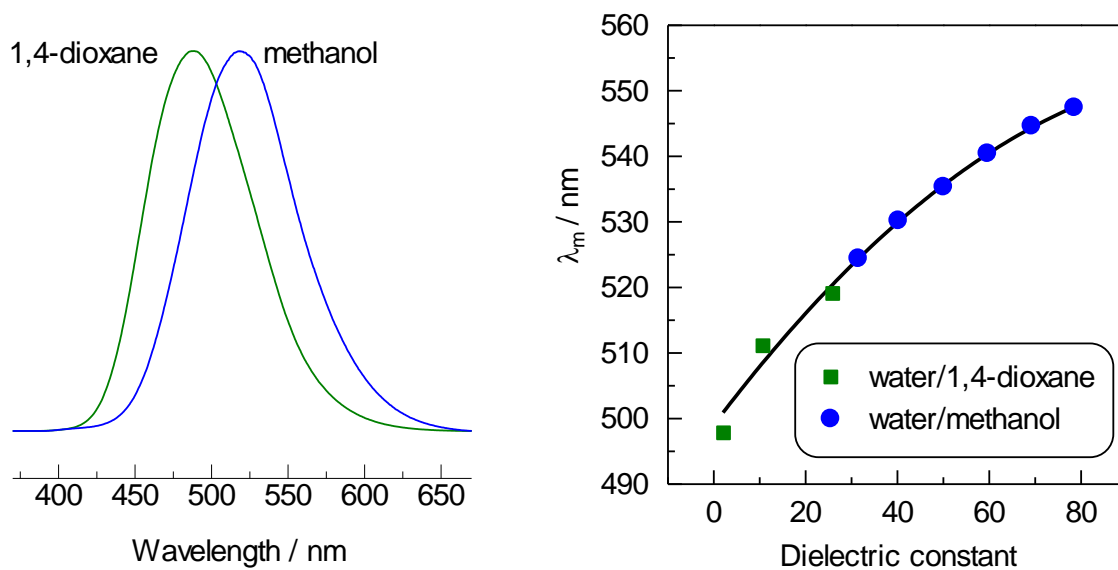 1,4-dioxane
methanol
400 450 500 550 600 650
Wavelength / nm
560
550
540
530
520
510
500
490
λm / nm
water/1,4-dioxane
water/methanol
0 20 40 60 80
Dielectric constant